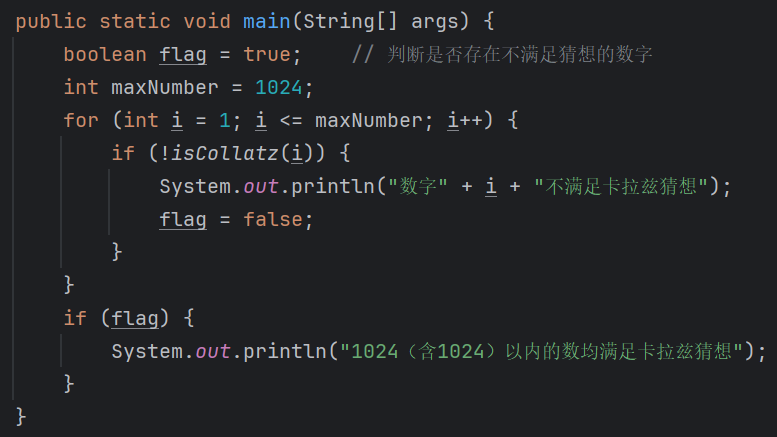 public static void main(String[] args) {
    boolean flag = true;    // 判断是否存在不满足猜想的数字
    int maxNumber = 1024;
    for (int i = 1; i <= maxNumber; i++) {
        if (!isCollatz(i)) {
            System.out.println("数字" + i + "不满足卡拉兹猜想");
            flag = false;
        }
    }
    if (flag) {
        System.out.println("1024（含1024）以内的数均满足卡拉兹猜想");
    }
}